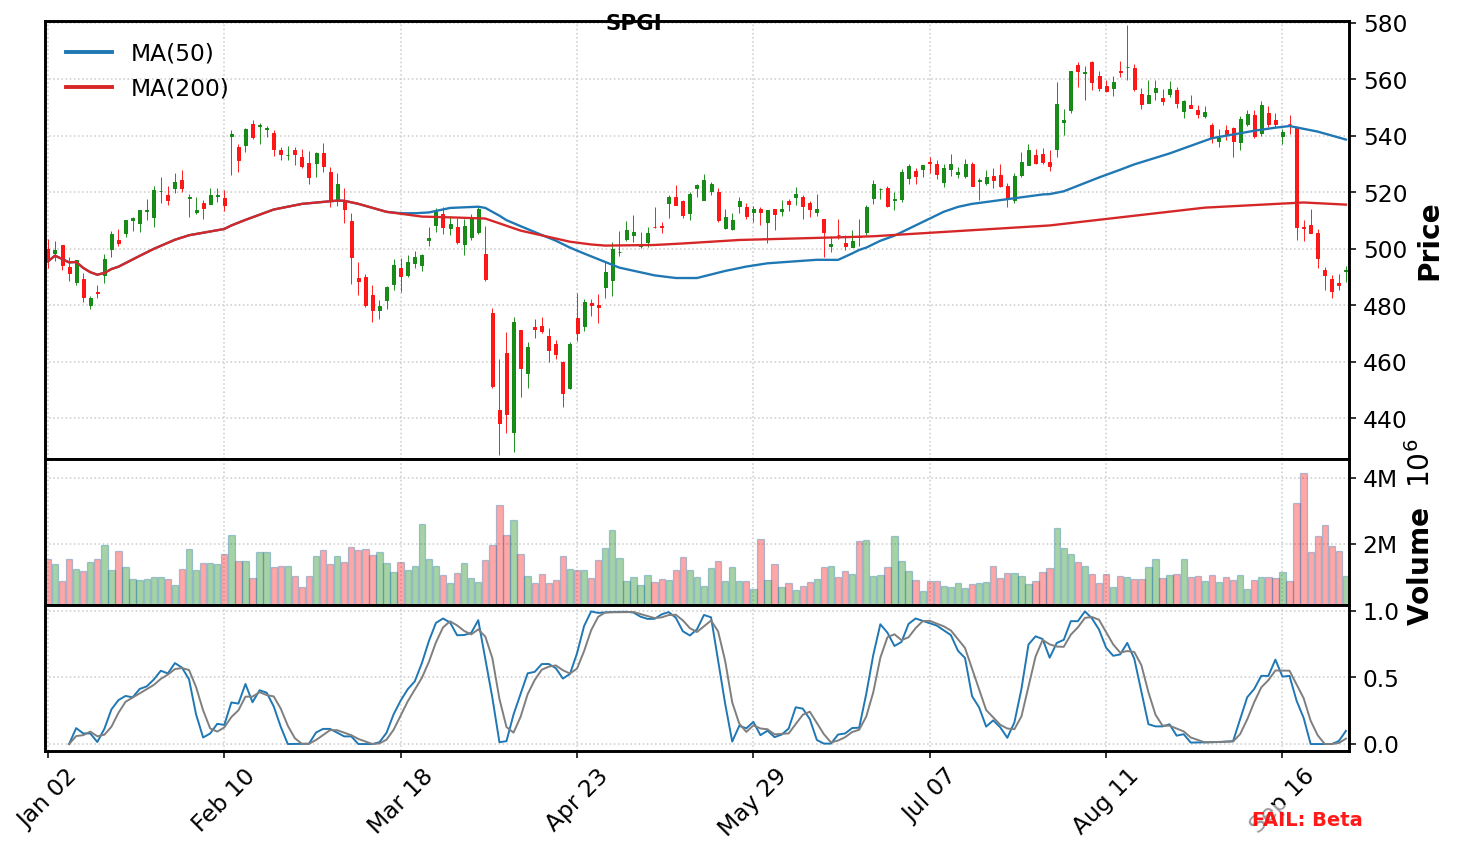 SPGI
MA(50)
MA(200)
580
560
540
520
500
480
460
440
Price
4M
2M
Volume 10^6
1.0
0.5
0.0
Jan 02
Feb 10
Mar 18
Apr 23
May 29
Jul 07
Aug 11
Sep 16
FAIL: Beta